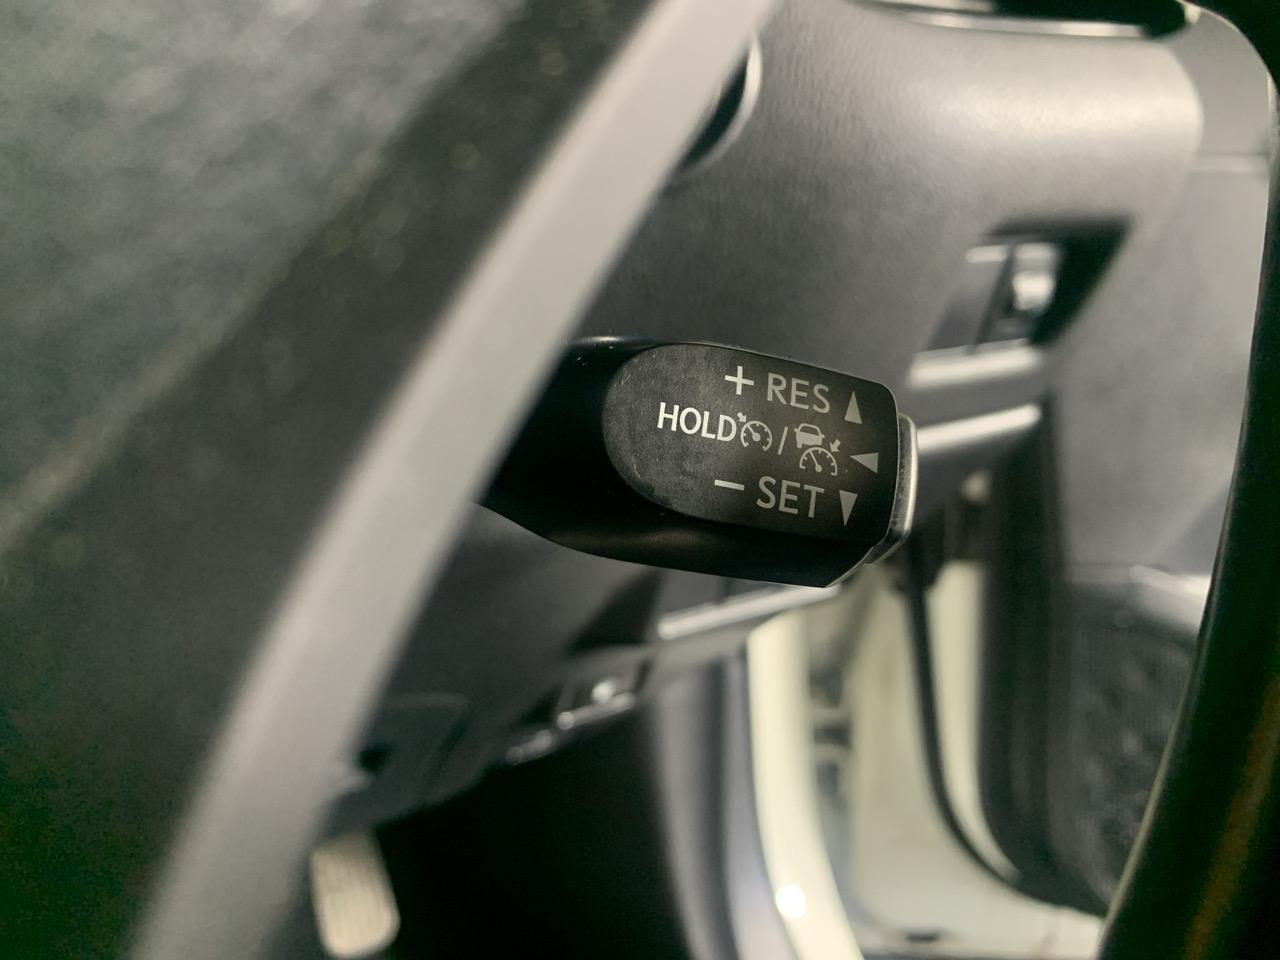 + RES ▲
HOLD / ◀
− SET ▼